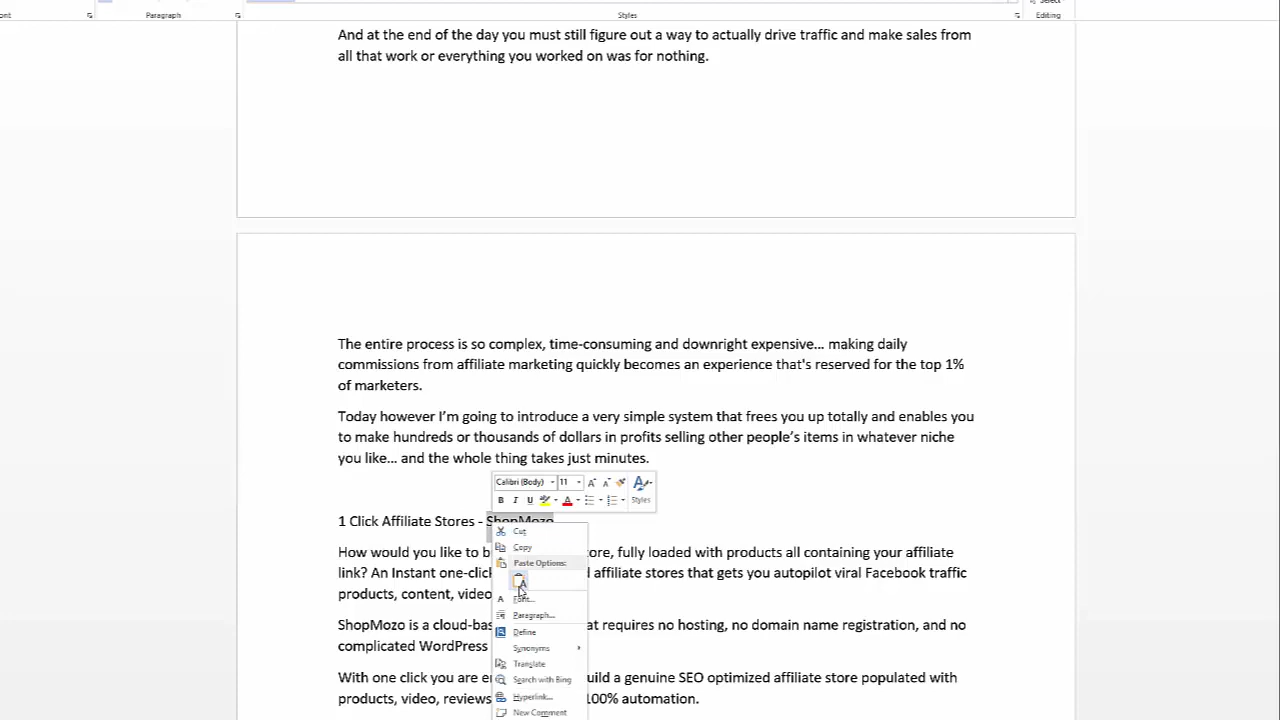 Paragraph
Styles
Editing
And at the end of the day you must still figure out a way to actually drive traffic and make sales from
all that work or everything you worked on was for nothing.
The entire process is so complex, time-consuming and downright expensive... making daily
commissions from affiliate marketing quickly becomes an experience that's reserved for the top 1%
of marketers.
Today however I'm going to introduce a very simple system that frees you up totally and enables you
to make hundreds or thousands of dollars in profits selling other people's items in whatever niche
you like... and the whole thing takes just minutes.
Calibri (Body) 11
B I U A Styles
1 Click Affiliate Stores - ShopMozo
Cut
How would you like to ore, fully loaded with products all containing your affiliate
Copy
Paste Options:
link? An Instant one-click affiliate stores that gets you autopilot viral Facebook traffic
products, content, video
Font...
Paragraph...
ShopMozo is a cloud-bas at requires no hosting, no domain name registration, and no
Define
complicated WordPress
Synonyms
Translate
With one click you are uild a genuine SEO optimized affiliate store populated with
Search with Bing
products, video, reviews 100% automation.
Hyperlink...
New Comment